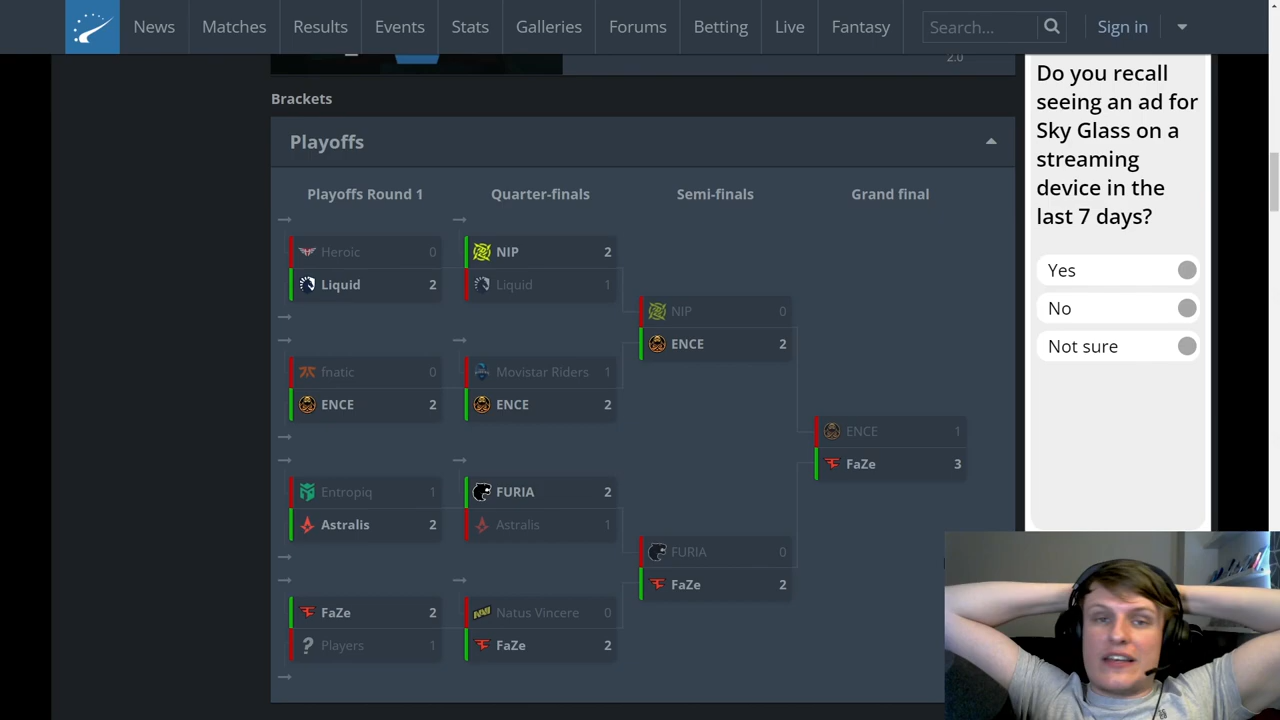 News Matches Results Events Stats Galleries Forums Betting Live Fantasy Search... Sign in
2.0
Brackets
Playoffs
Playoffs Round 1 Quarter-finals Semi-finals Grand final
Heroic 0
Liquid 2
fnatic 0
ENCE 2
Entropiq 1
Astralis 2
FaZe 2
? Players 1
NIP 2
Liquid 1
Movistar Riders 1
ENCE 2
FURIA 2
Astralis 1
Natus Vincere 0
FaZe 2
NIP 0
ENCE 2
FURIA 0
FaZe 2
ENCE 1
FaZe 3
Do you recall
seeing an ad for
Sky Glass on a
streaming
device in the
last 7 days?
Yes
No
Not sure